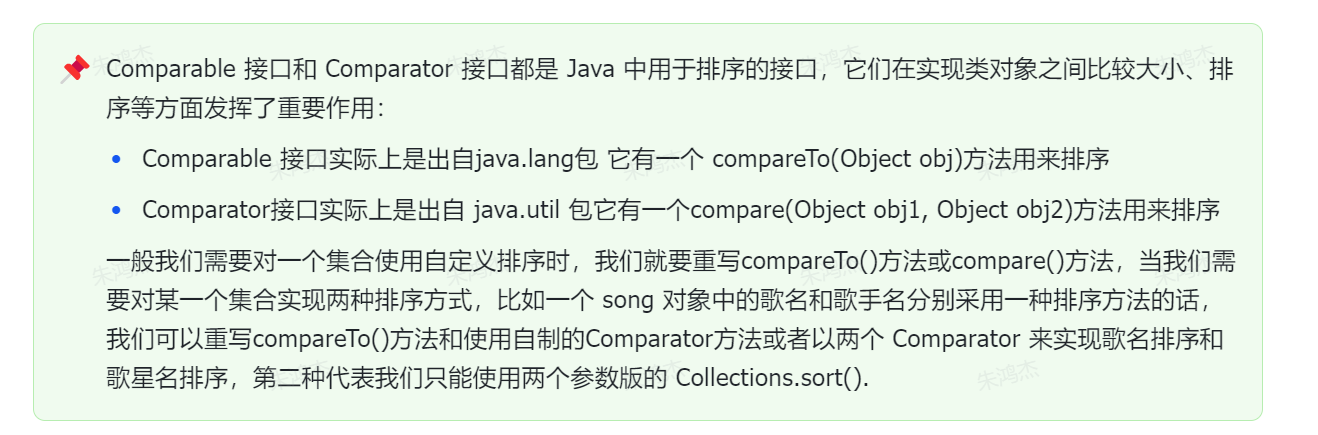 Comparable 接口和 Comparator 接口都是 Java 中用于排序的接口，它们在实现类对象之间比较大小、排
序等方面发挥了重要作用：
Comparable 接口实际上是出自java.lang包 它有一个 compareTo(Object obj)方法用来排序
Comparator接口实际上是出自 java.util 包它有一个compare(Object obj1, Object obj2)方法用来排序
一般我们需要对一个集合使用自定义排序时，我们就要重写compareTo()方法或compare()方法，当我们需
要对某一个集合实现两种排序方式，比如一个 song 对象中的歌名和歌手名分别采用一种排序方法的话，
我们可以重写compareTo()方法和使用自制的Comparator方法或者以两个 Comparator 来实现歌名排序和
歌星名排序，第二种代表我们只能使用两个参数版的 Collections.sort().
朱鸿杰